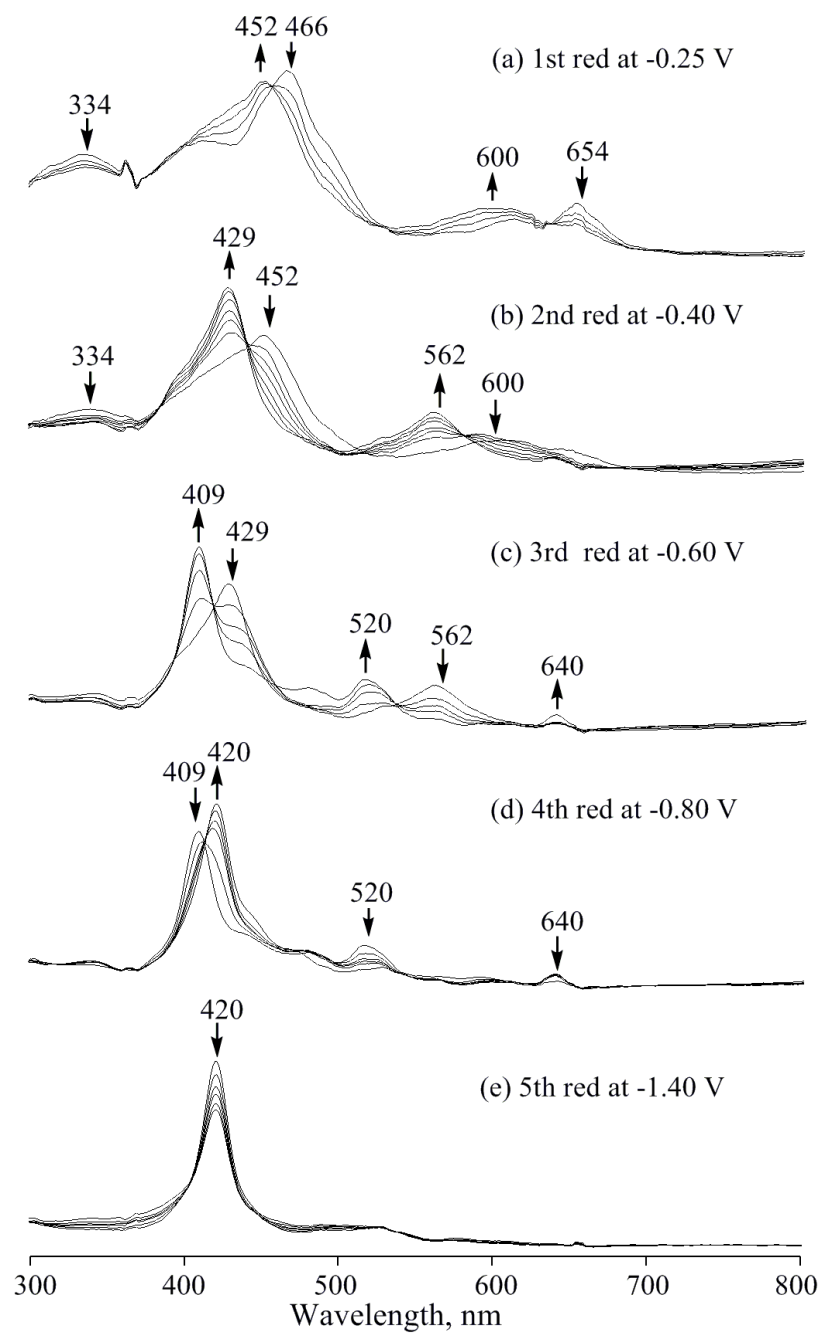 452 466
(a) 1st red at -0.25 V
334
600
654
429
452
(b) 2nd red at -0.40 V
334
562
600
409
429
(c) 3rd  red at -0.60 V
520
562
640
409 420
(d) 4th red at -0.80 V
520
640
420
(e) 5th red at -1.40 V
300 400 500 600 700 800
Wavelength, nm